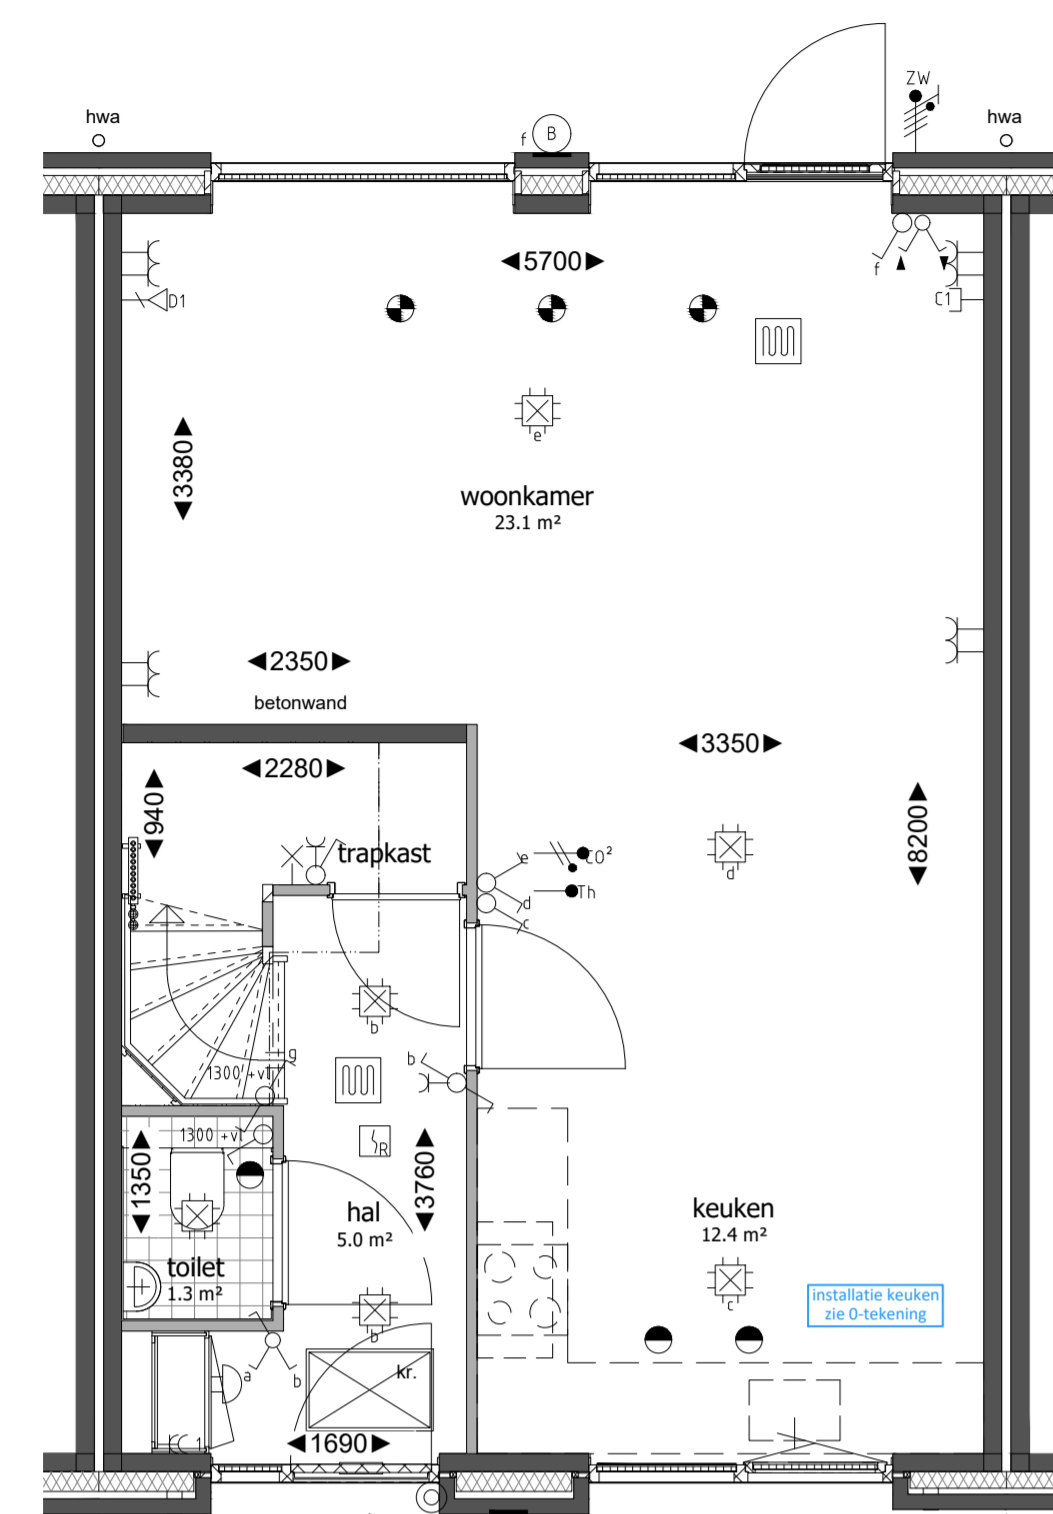 ZW
hwa
hwa
f
B
5700
f
D1
C1
e
3380
woonkamer
23.1 m²
2350
betonwand
3350
2280
940
8200
trapkast
e
CO²
d
Th
d
c
b
g
b
1300 +vl
1300 +vl
R
1350
3760
hal
5.0 m²
keuken
12.4 m²
toilet
1.3 m²
c
installatie keuken
zie 0-tekening
b
a
b
kr.
1690
1